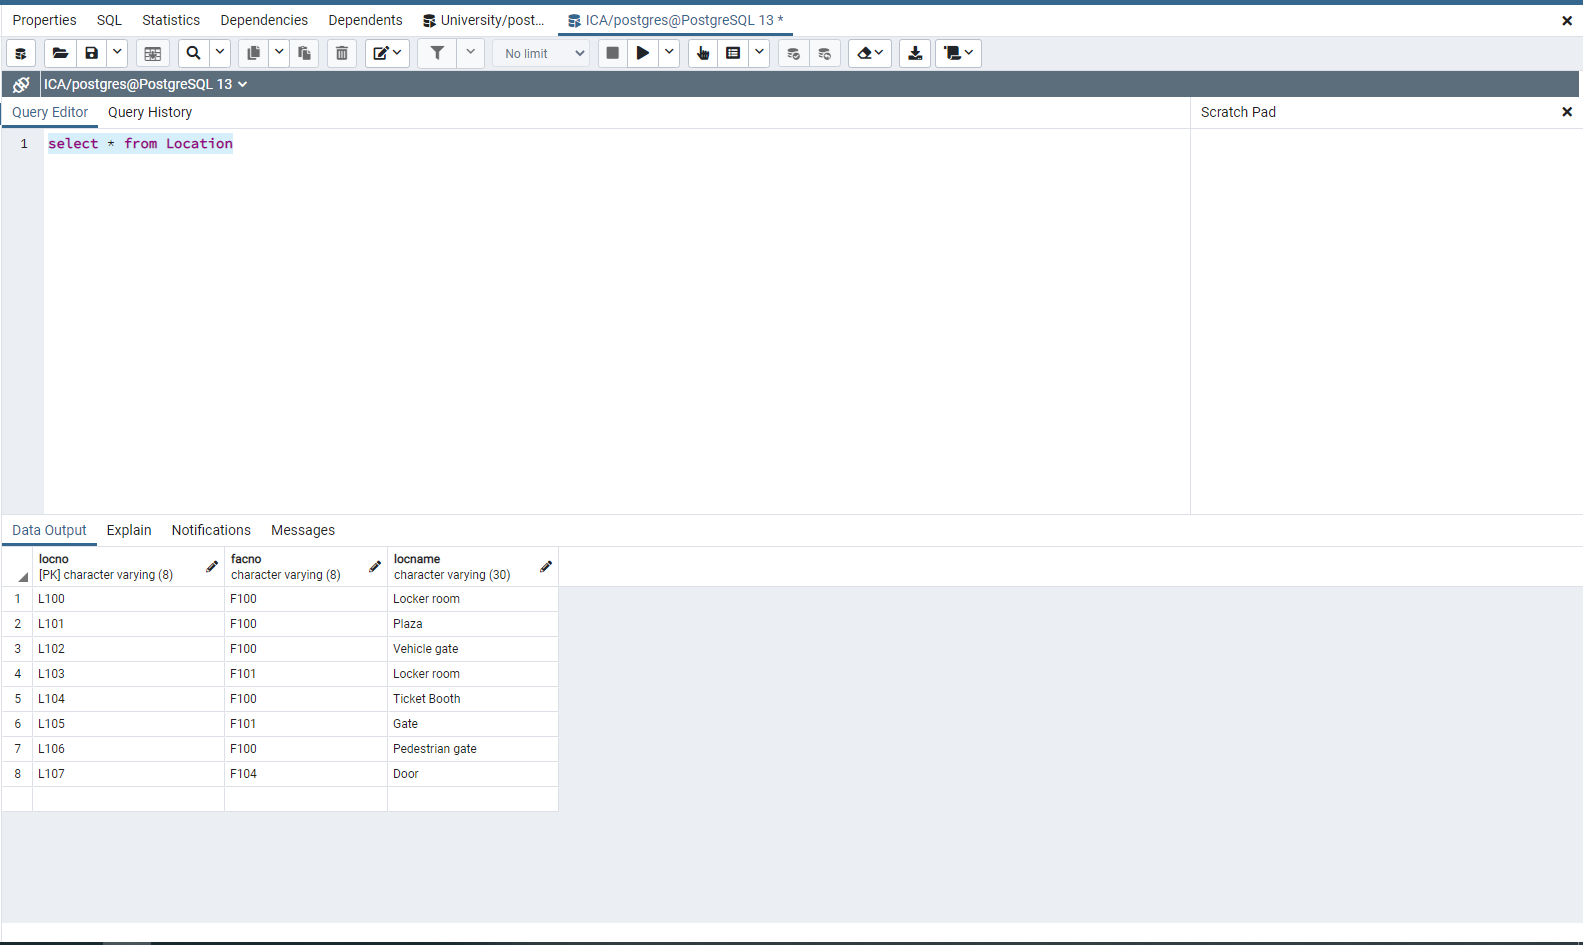 Properties SQL Statistics Dependencies Dependents University/post... ICA/postgres@PostgreSQL 13 *
No limit
ICA/postgres@PostgreSQL 13
Query Editor Query History Scratch Pad
1 select * from Location
Data Output Explain Notifications Messages
locno facno locname
[PK] character varying (8) character varying (8) character varying (30)
1 L100 F100 Locker room
2 L101 F100 Plaza
3 L102 F100 Vehicle gate
4 L103 F101 Locker room
5 L104 F100 Ticket Booth
6 L105 F101 Gate
7 L106 F100 Pedestrian gate
8 L107 F104 Door